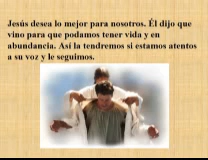 Jesús desea lo mejor para nosotros. Él dijo que
vino para que podamos tener vida y en
abundancia. Así la tendremos si estamos atentos
a su voz y le seguimos.